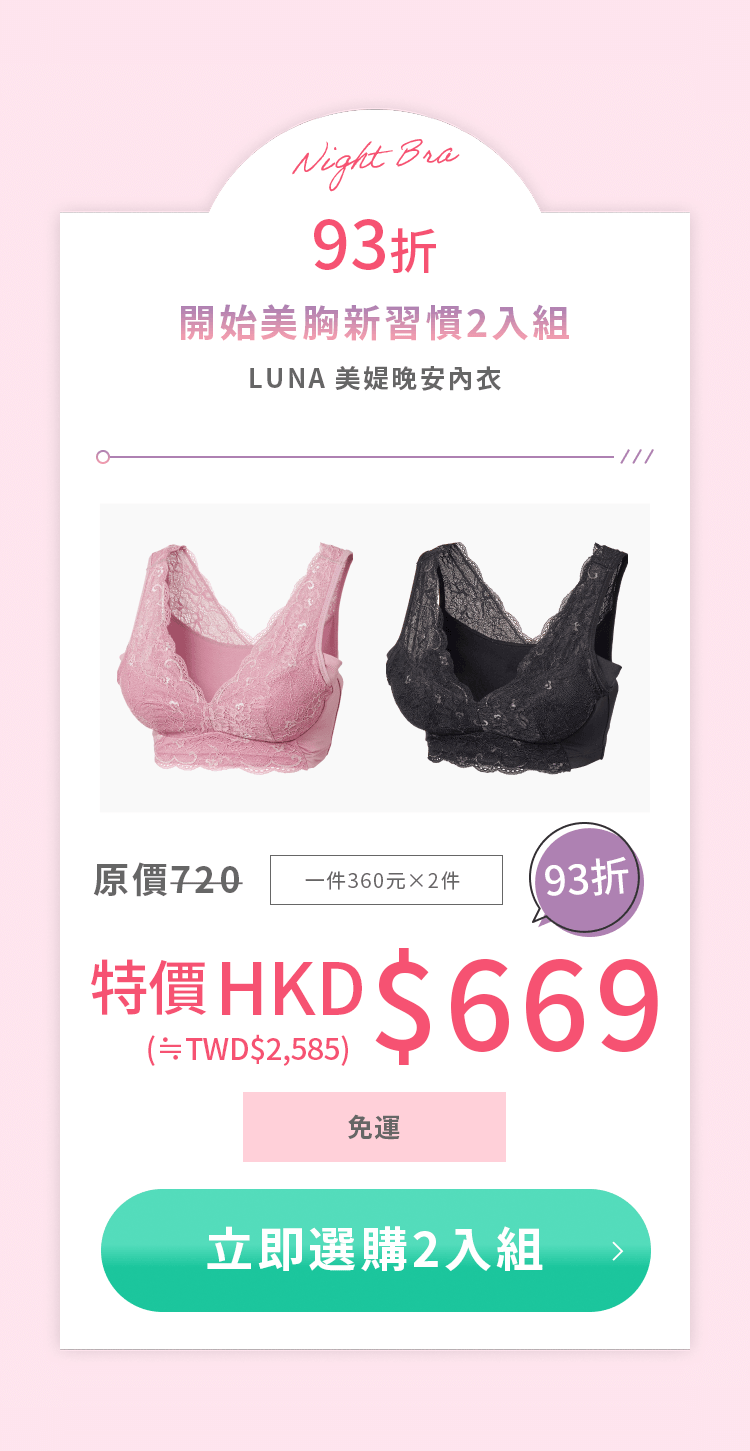 Night Bra
93折
開始美胸新習慣2入組
LUNA 美媞晚安內衣
原價720
一件360元×2件
93折
特價HKD$669
(≒TWD$2,585)
免運
立即選購2入組